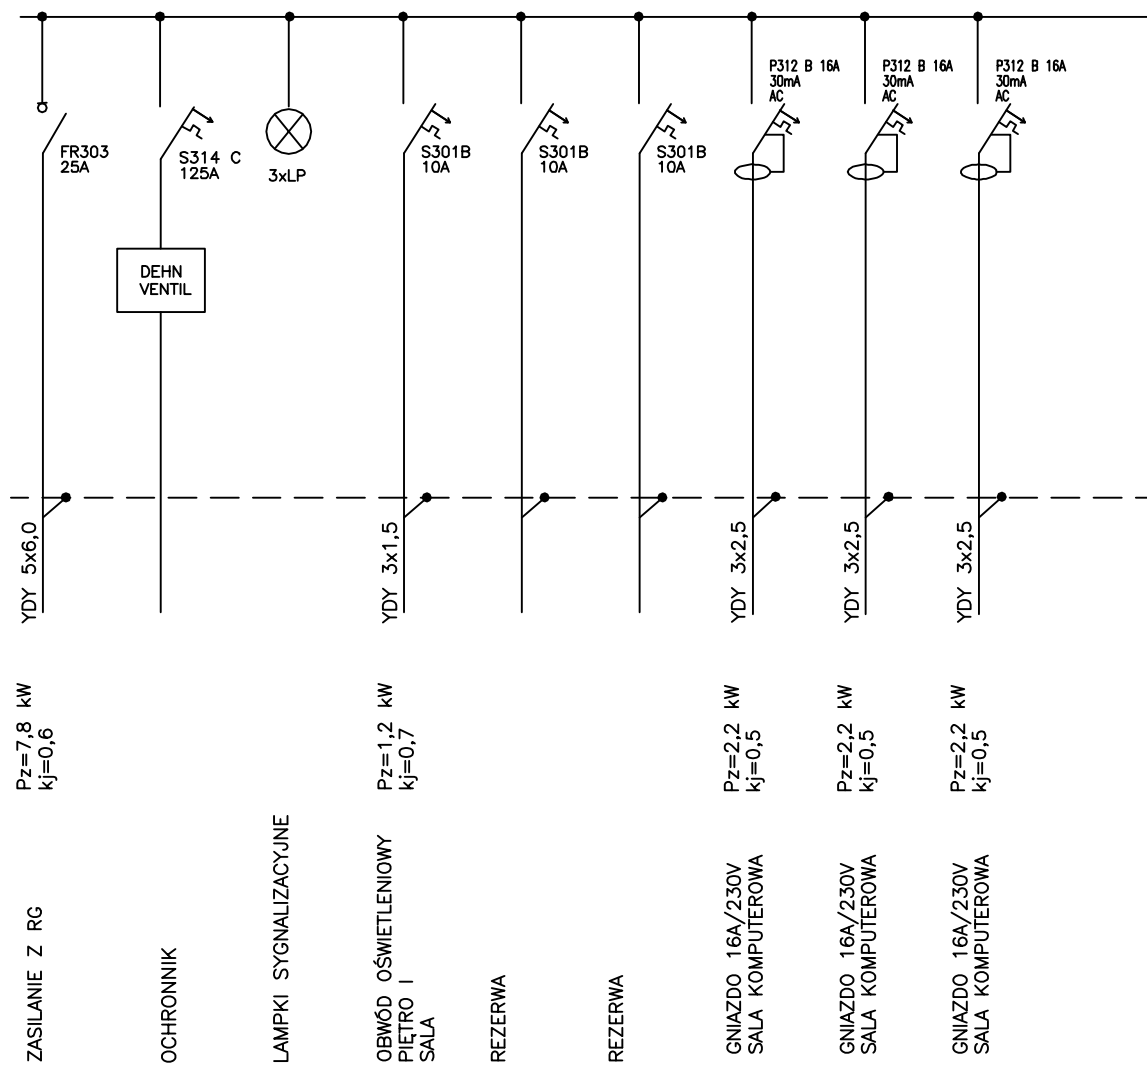 P312 B 16A
30mA
AC
P312 B 16A
30mA
AC
P312 B 16A
30mA
AC
FR303
25A
S314 C
125A
3xLP
S301B
10A
S301B
10A
S301B
10A
DEHN
VENTIL
YDY 5x6,0
YDY 3x1,5
YDY 3x2,5
YDY 3x2,5
YDY 3x2,5
Pz=7,8 kW
kj=0,6
Pz=1,2 kW
kj=0,7
Pz=2,2 kW
kj=0,5
Pz=2,2 kW
kj=0,5
Pz=2,2 kW
kj=0,5
ZASILANIE Z RG
OCHRONNIK
LAMPKI SYGNALIZACYJNE
OBWÓD OŚWIETLENIOWY
PIĘTRO I
SALA
REZERWA
REZERWA
GNIAZDO 16A/230V
SALA KOMPUTEROWA
GNIAZDO 16A/230V
SALA KOMPUTEROWA
GNIAZDO 16A/230V
SALA KOMPUTEROWA